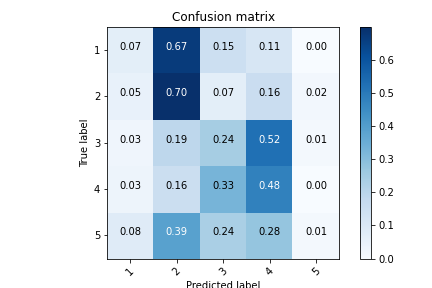 Confusion matrix
True label
1 0.07 0.67 0.15 0.11 0.00
2 0.05 0.70 0.07 0.16 0.02
3 0.03 0.19 0.24 0.52 0.01
4 0.03 0.16 0.33 0.48 0.00
5 0.08 0.39 0.24 0.28 0.01
1 2 3 4 5
Predicted label
0.6
0.5
0.4
0.3
0.2
0.1
0.0